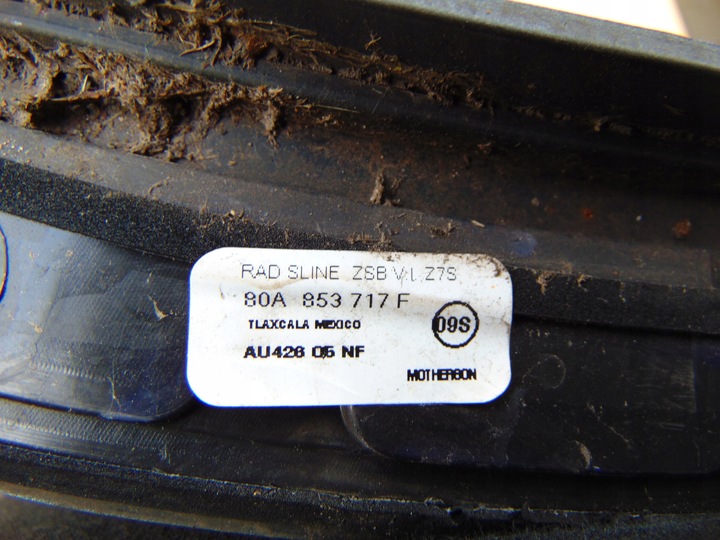 RAD SLINE ZSB V.L Z7S
80A 853 717 F
TLAXCALA MEXICO
09S
AU426 05 NF
MOTHERSON